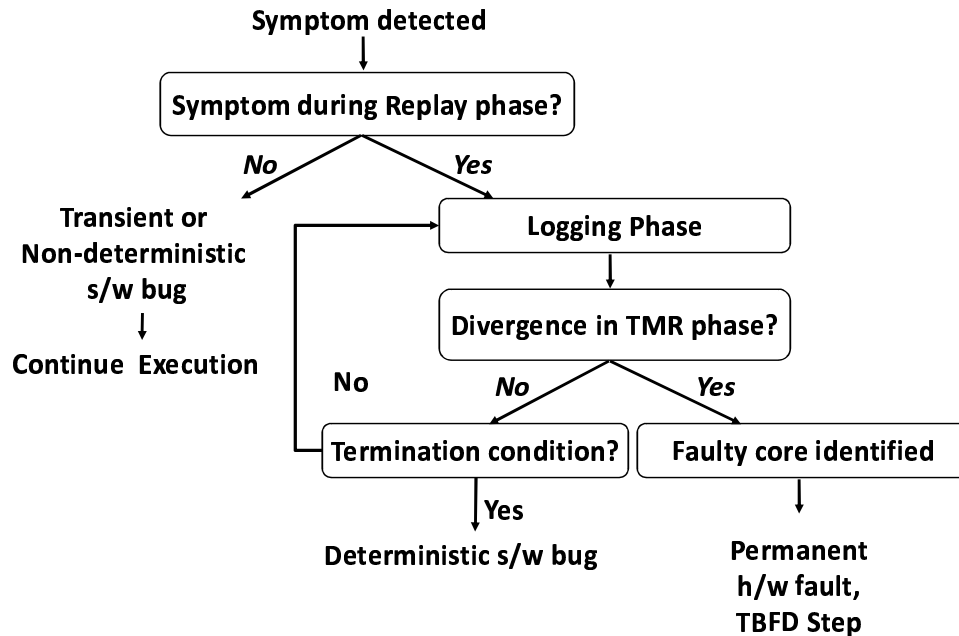 Symptom detected
Symptom during Replay phase?
No
Yes
Transient or
Non-deterministic
s/w bug
Continue Execution
Logging Phase
Divergence in TMR phase?
No
No
Yes
Termination condition?
Faulty core identified
Yes
Deterministic s/w bug
Permanent
h/w fault,
TBFD Step